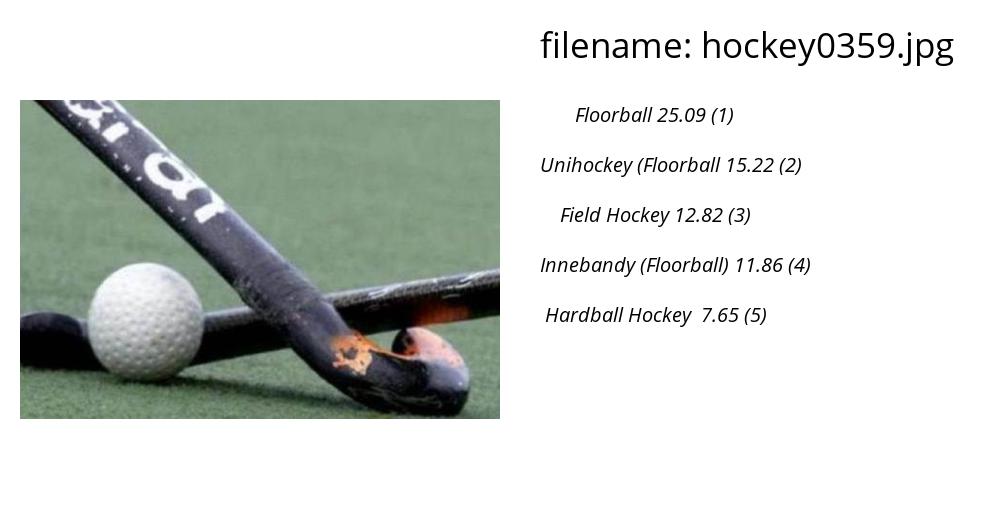 filename: hockey0359.jpg
Floorball 25.09 (1)
Unihockey (Floorball 15.22 (2)
Field Hockey 12.82 (3)
Innebandy (Floorball) 11.86 (4)
Hardball Hockey 7.65 (5)